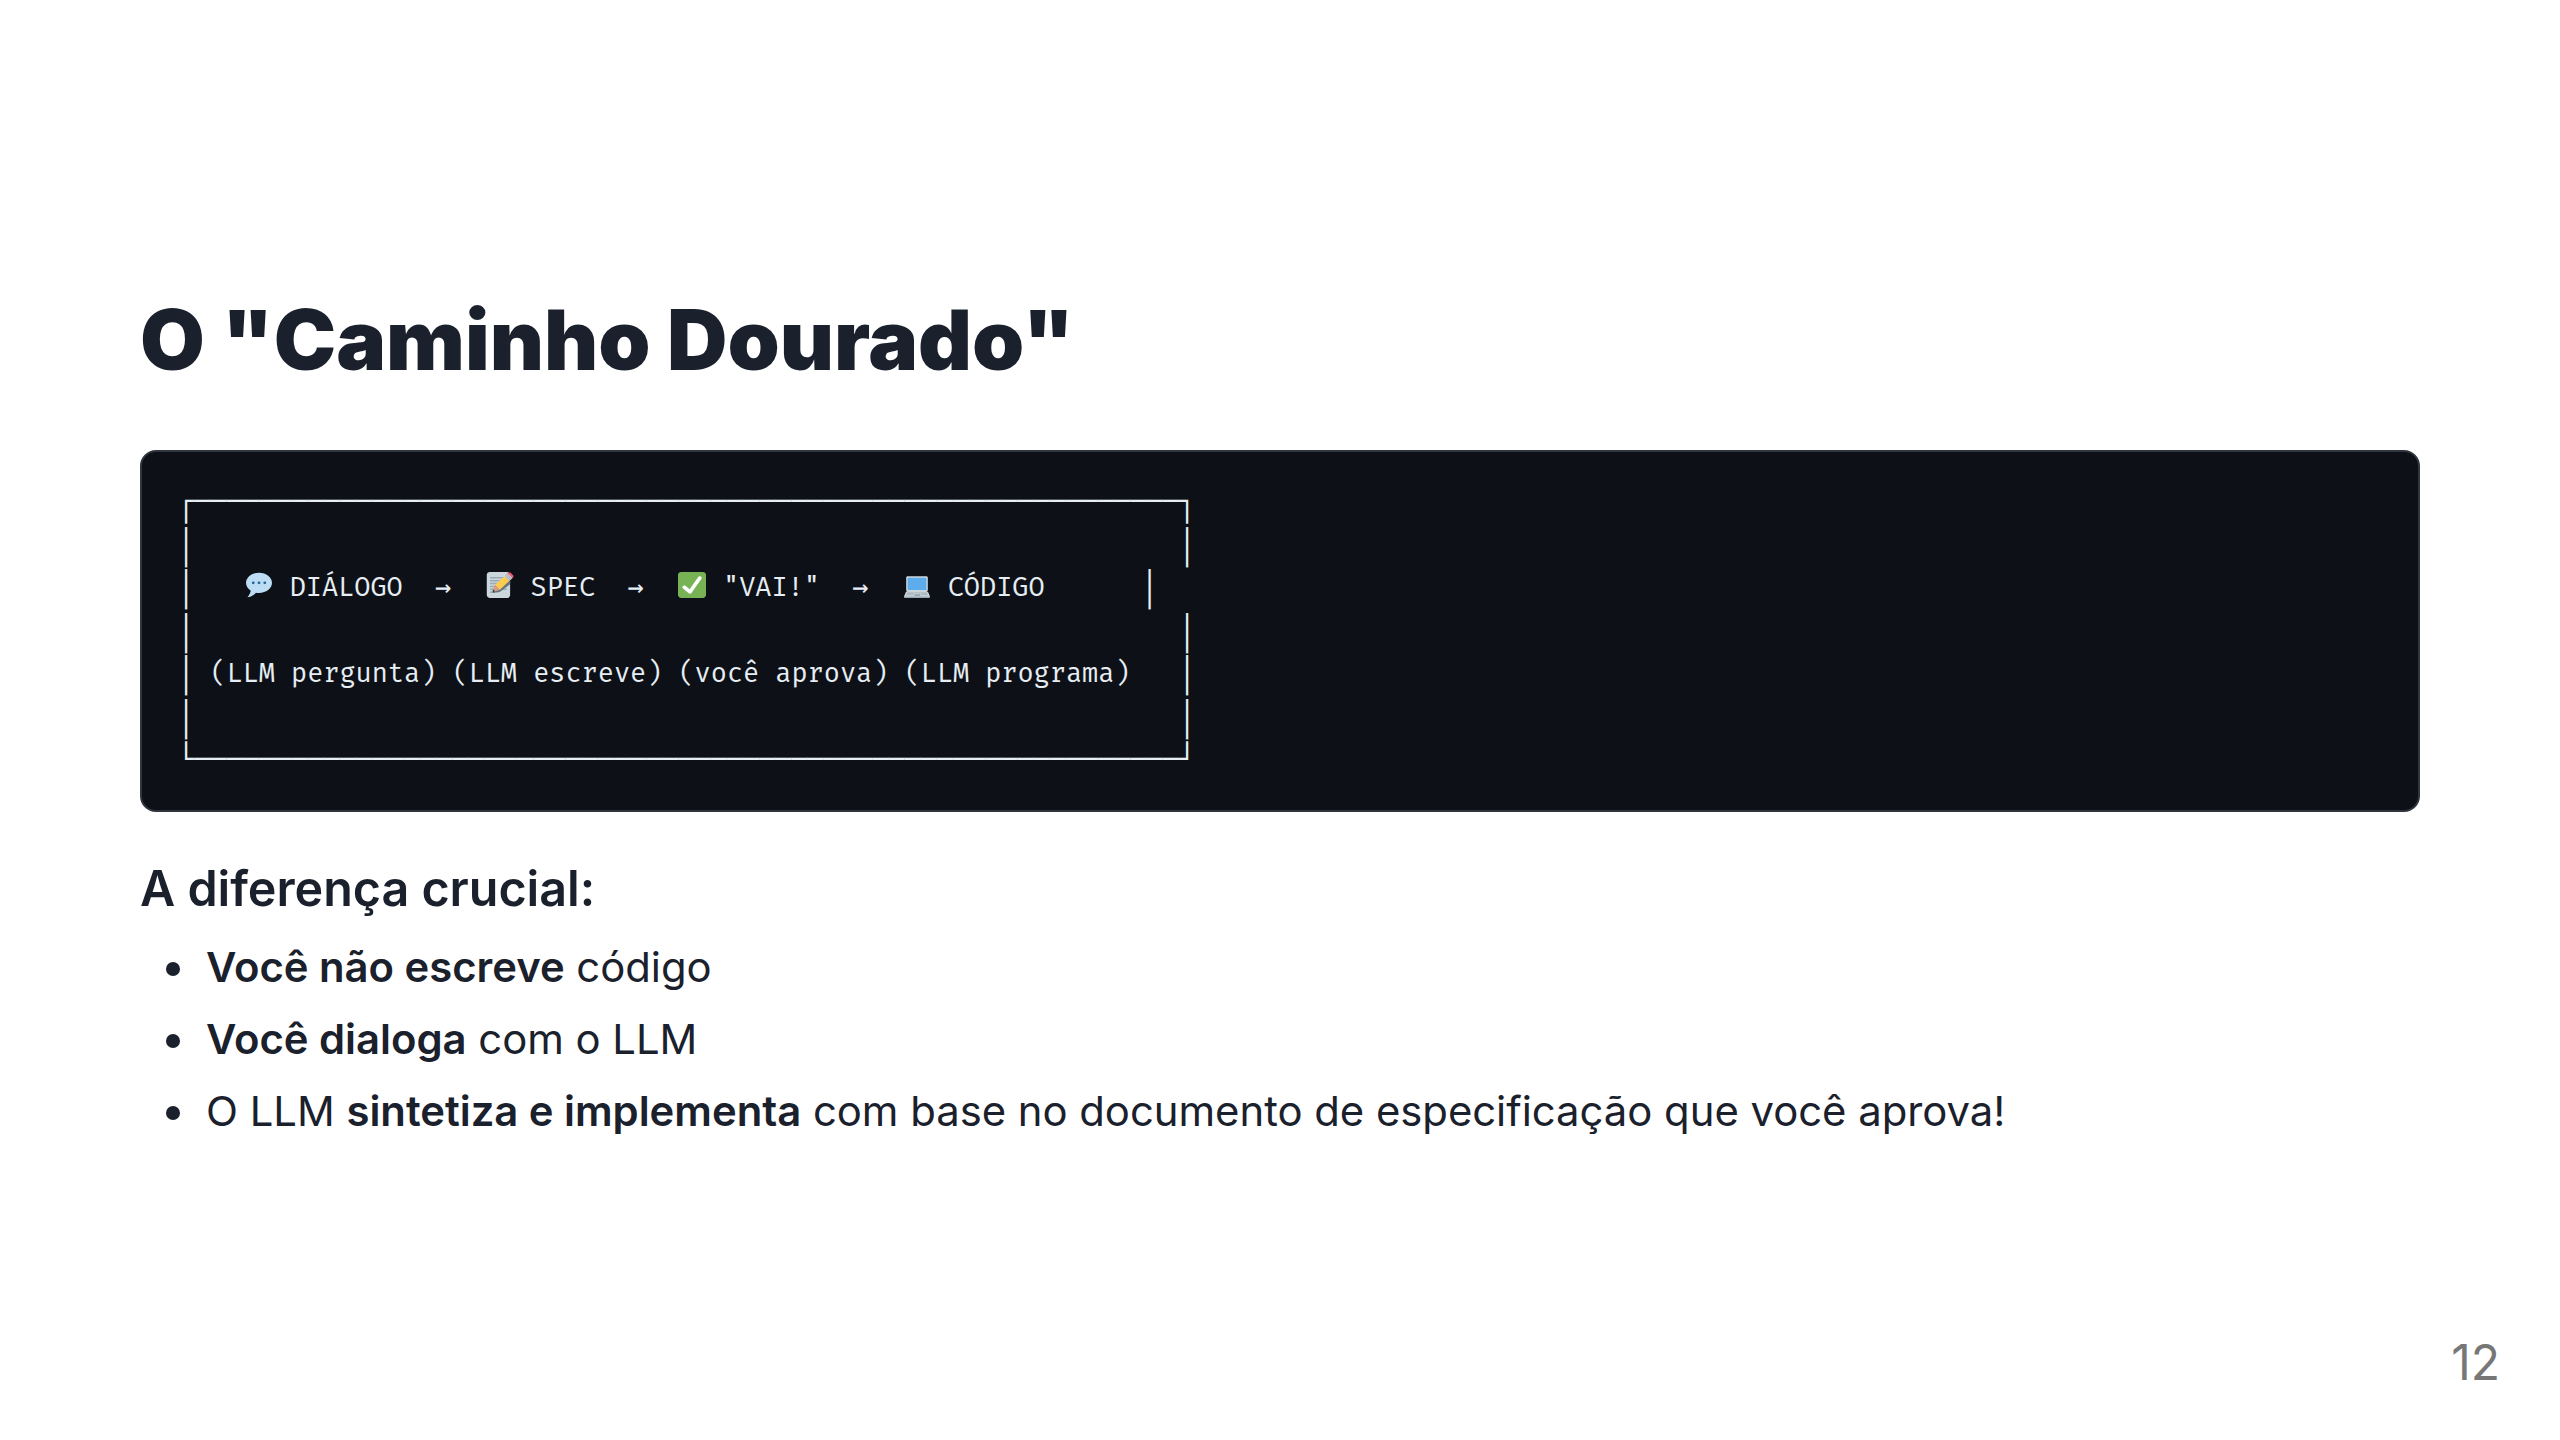 O "Caminho Dourado"
💬 DIÁLOGO → 📝 SPEC → ✅ "VAI!" → 💻 CÓDIGO
(LLM pergunta) (LLM escreve) (você aprova) (LLM programa)
A diferença crucial:
• Você não escreve código
• Você dialoga com o LLM
• O LLM sintetiza e implementa com base no documento de especificação que você aprova!
12